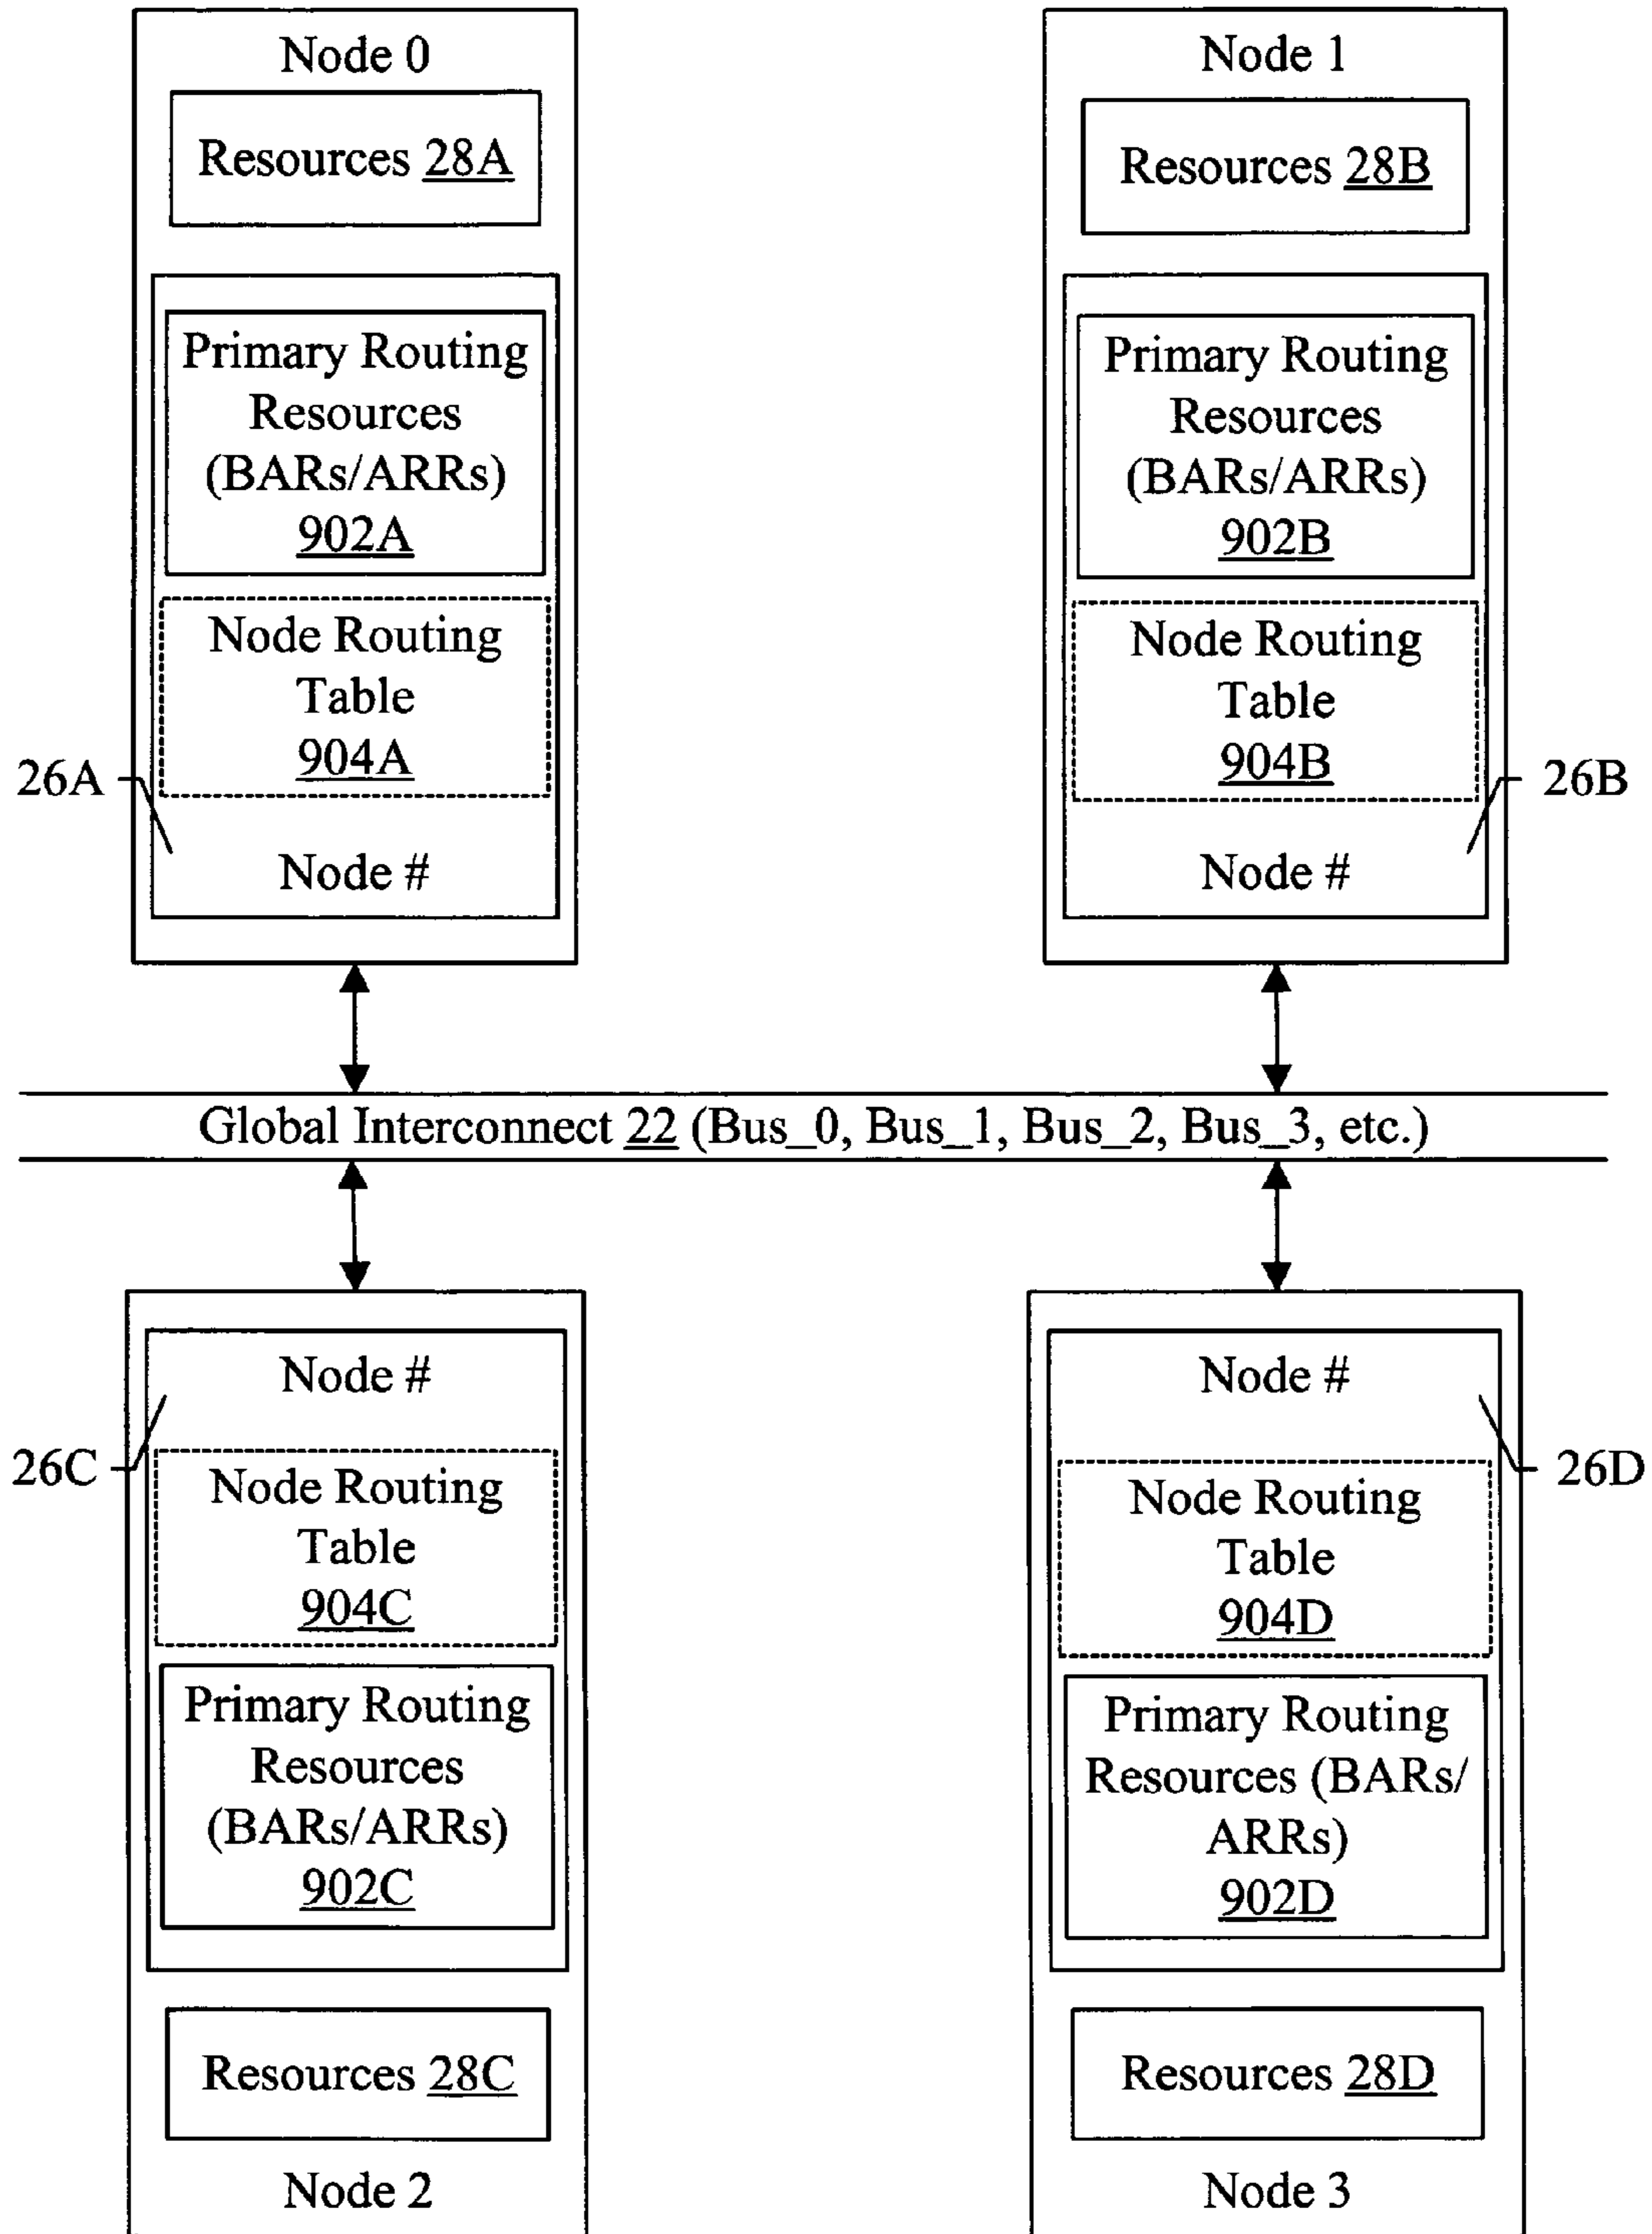 Node 0
Resources 28A
Primary Routing
Resources
(BARs/ARRs)
902A
Node Routing
Table
904A
26A
Node #
Node 1
Resources 28B
Primary Routing
Resources
(BARs/ARRs)
902B
Node Routing
Table
904B
26B
Node #
Global Interconnect 22 (Bus_0, Bus_1, Bus_2, Bus_3, etc.)
Node #
26C
Node Routing
Table
904C
Primary Routing
Resources
(BARs/ARRs)
902C
Resources 28C
Node 2
Node #
26D
Node Routing
Table
904D
Primary Routing
Resources (BARs/
ARRs)
902D
Resources 28D
Node 3